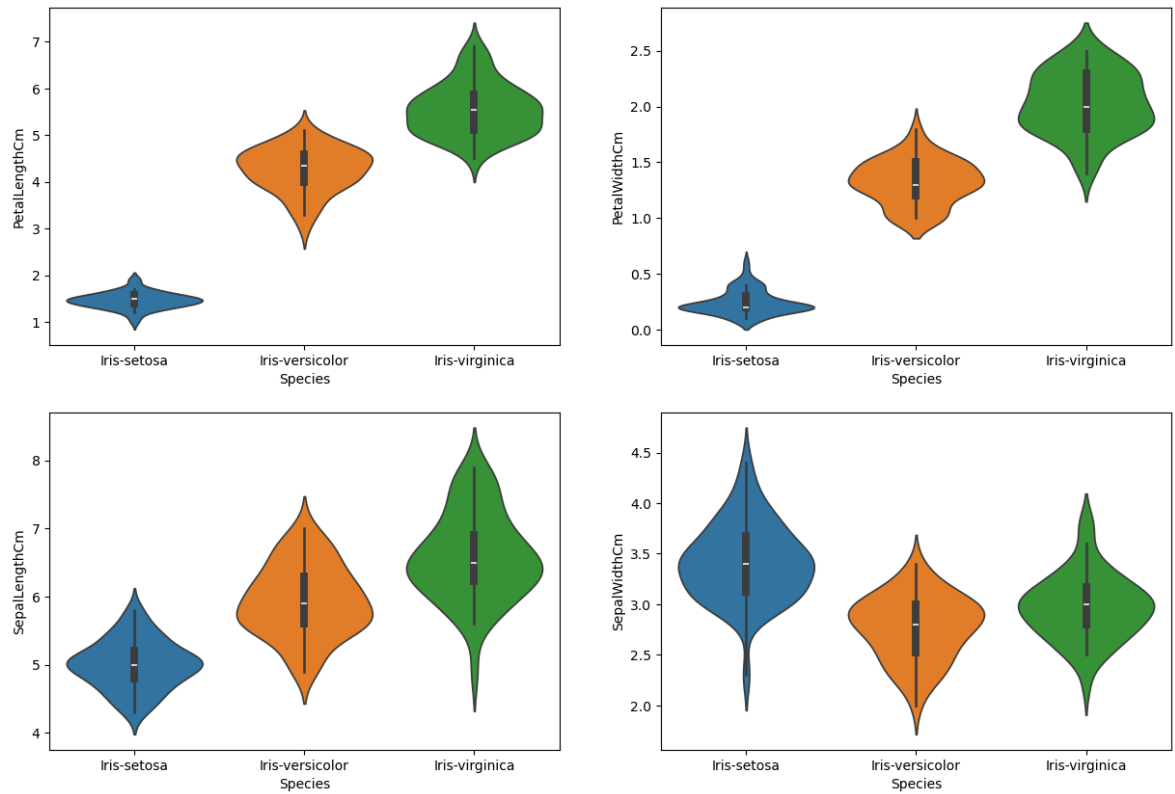 PetalLengthCm
7
6
5
4
3
2
1
Iris-setosa Iris-versicolor Iris-virginica
Species
PetalWidthCm
2.5
2.0
1.5
1.0
0.5
0.0
Iris-setosa Iris-versicolor Iris-virginica
Species
SepalLengthCm
8
7
6
5
4
Iris-setosa Iris-versicolor Iris-virginica
Species
SepalWidthCm
4.5
4.0
3.5
3.0
2.5
2.0
Iris-setosa Iris-versicolor Iris-virginica
Species